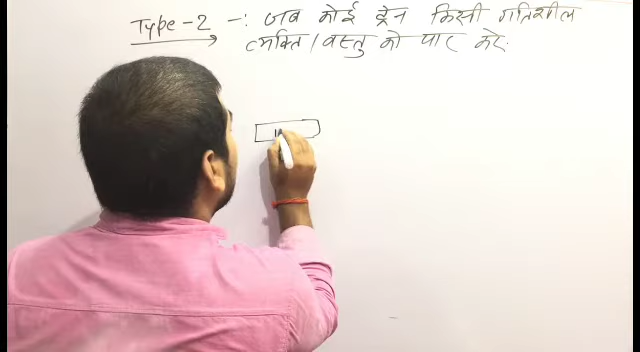 Type-2 -: जब कोई ट्रेन किसी गतिशील
व्यक्ति/वस्तु को पार करे.